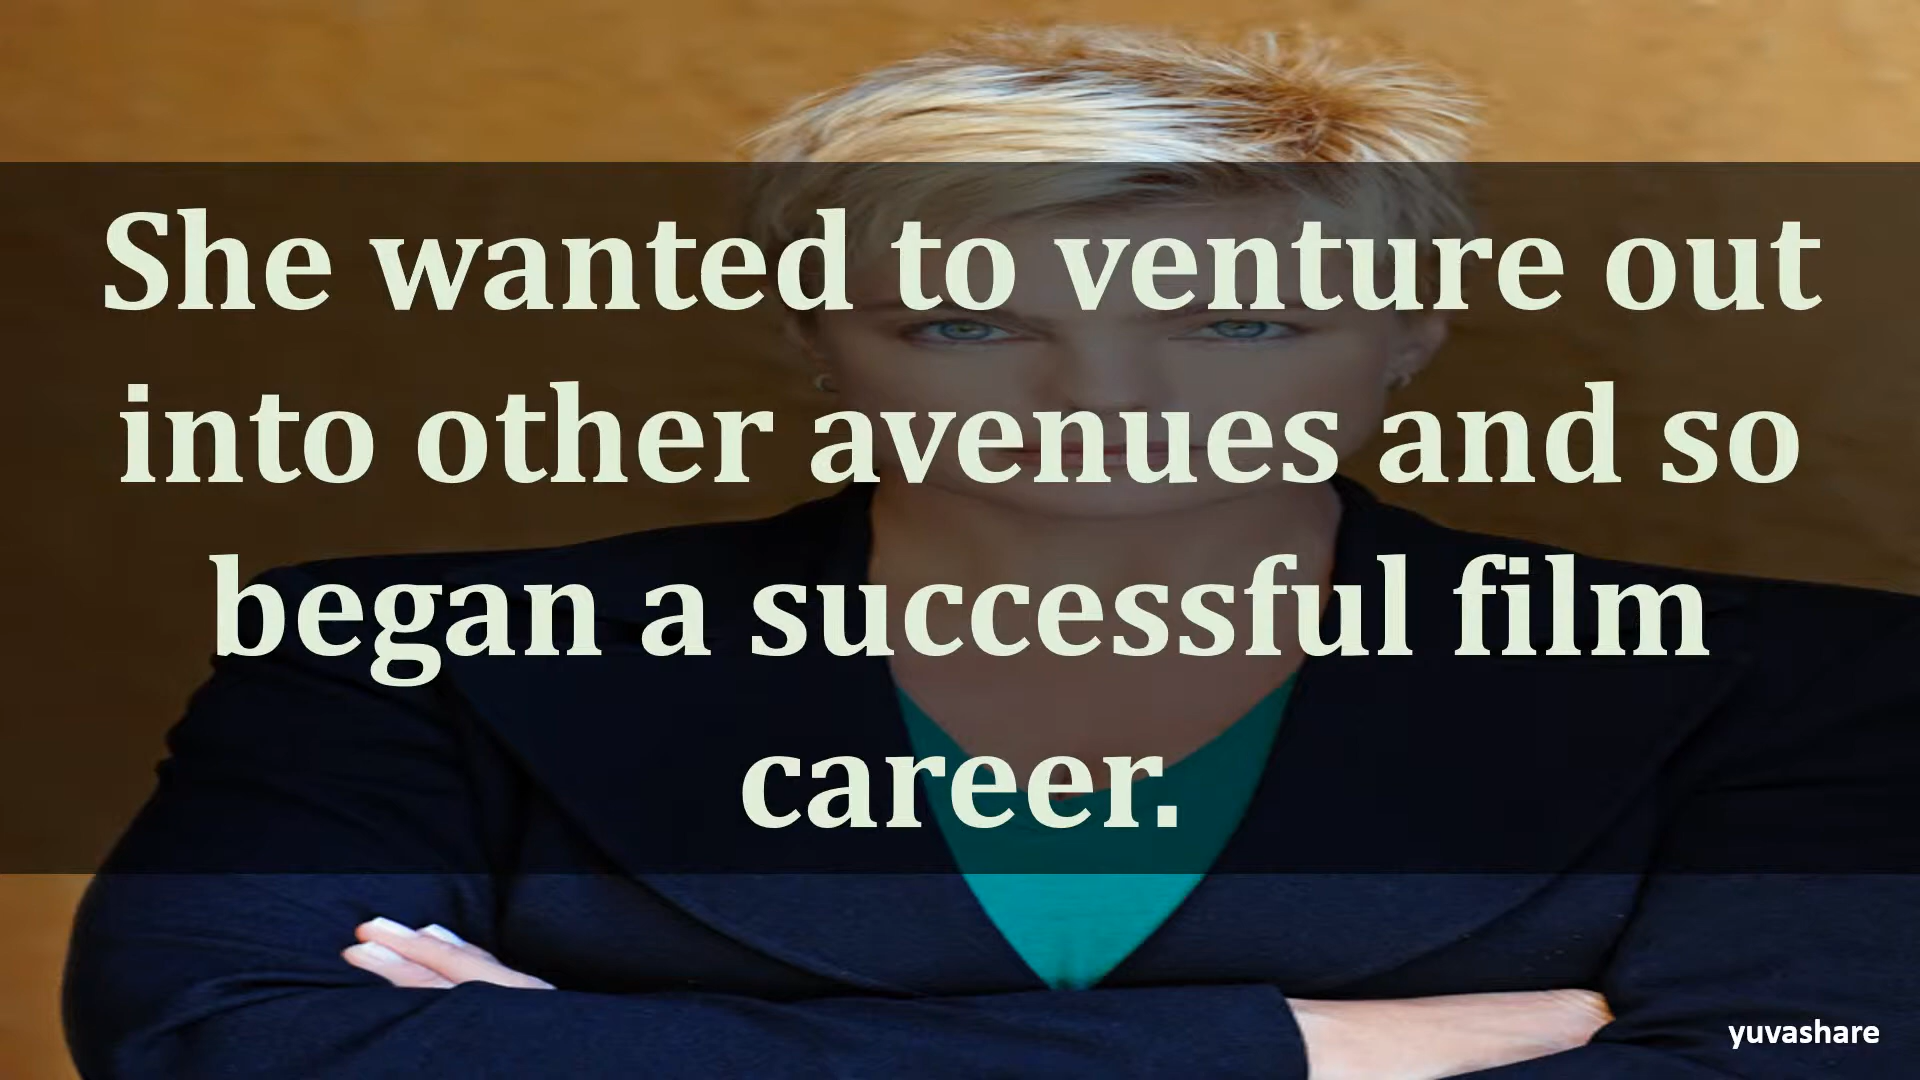 She wanted to venture out
into other avenues and so
began a successful film
career.
yuvashare